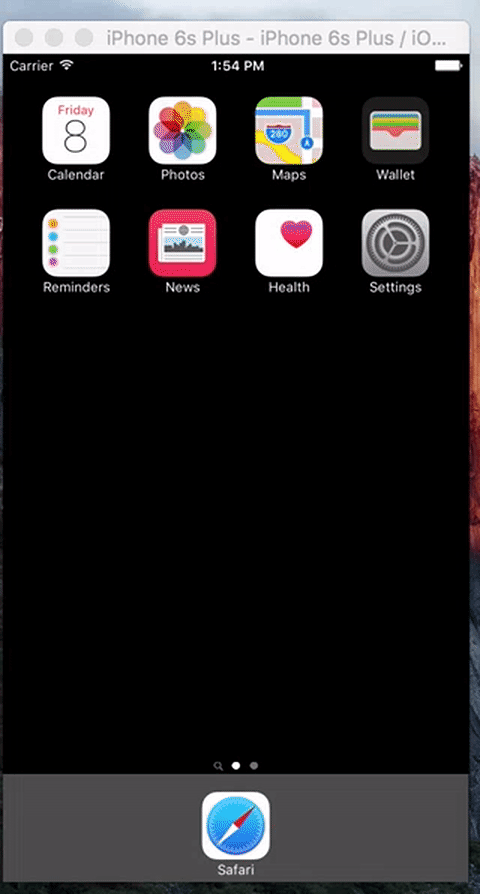 iPhone 6s Plus - iPhone 6s Plus / iO...
Carrier 1:54 PM
Friday
8
280
Calendar Photos Maps Wallet
Reminders News Health Settings
Safari